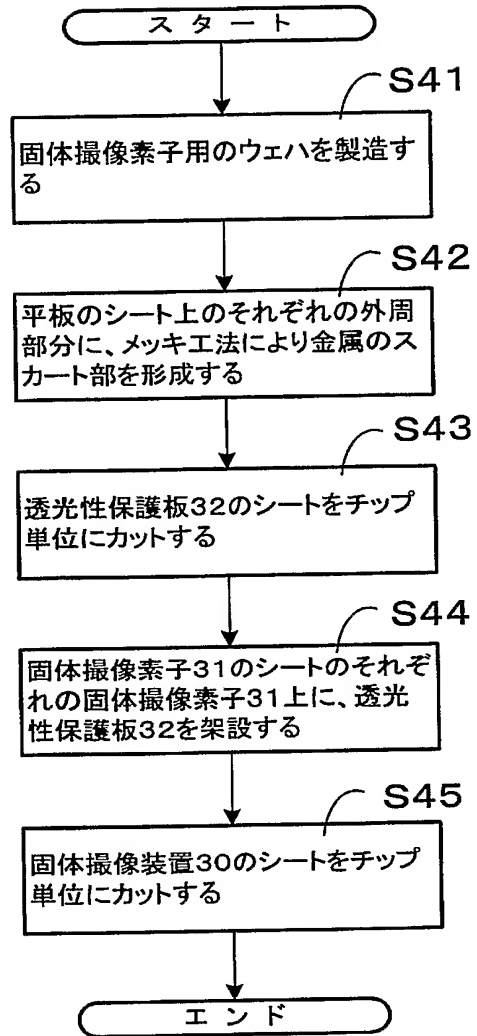 スタート
S41
固体撮像素子用のウェハを製造す
る
S42
平板のシート上のそれぞれの外周
部分に、メッキ工法により金属のス
カート部を形成する
S43
透光性保護板32のシートをチップ
単位にカットする
S44
固体撮像素子31のシートのそれぞ
れの固体撮像素子31上に、透光
性保護板32を架設する
S45
固体撮像装置30のシートをチップ
単位にカットする
エンド